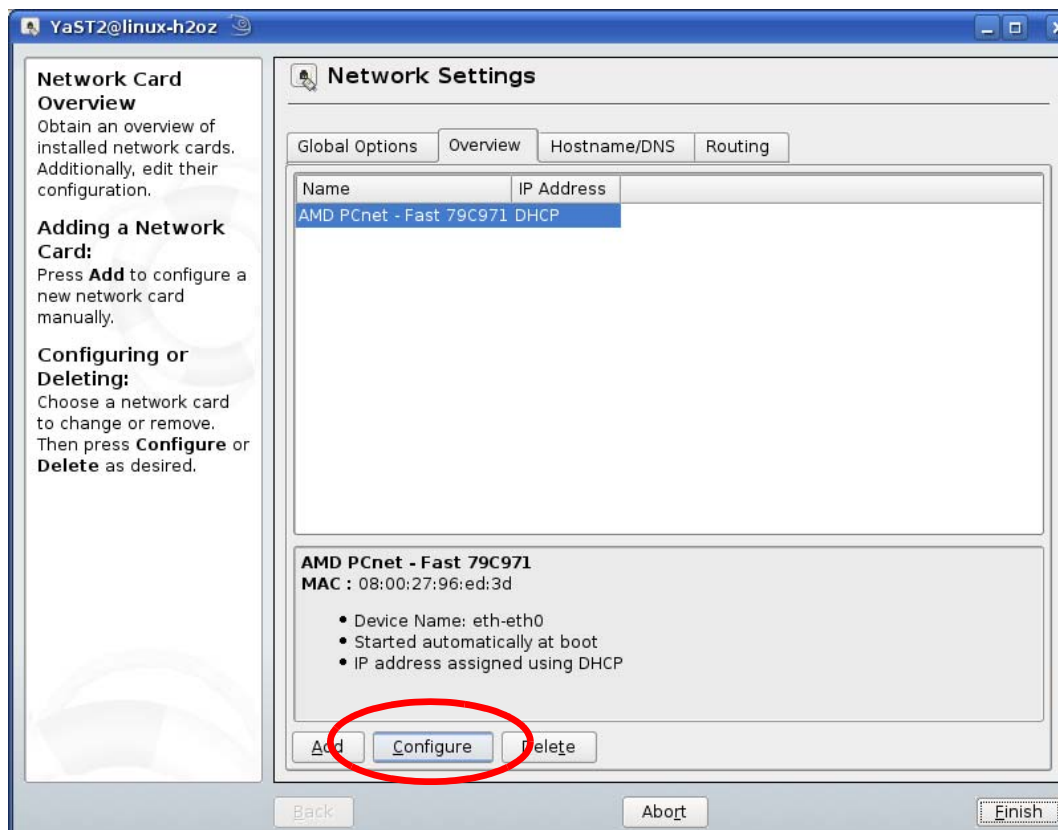 YaST2@linux-h2oz
Network Card
Overview
Obtain an overview of
installed network cards.
Additionally, edit their
configuration.
Adding a Network
Card:
Press Add to configure a
new network card
manually.
Configuring or
Deleting:
Choose a network card
to change or remove.
Then press Configure or
Delete as desired.
Network Settings
Global Options Overview Hostname/DNS Routing
Name IP Address
AMD PCnet - Fast 79C971 DHCP
AMD PCnet - Fast 79C971
MAC : 08:00:27:96:ed:3d
• Device Name: eth-eth0
• Started automatically at boot
• IP address assigned using DHCP
Add Configure Delete
Back Abort Finish